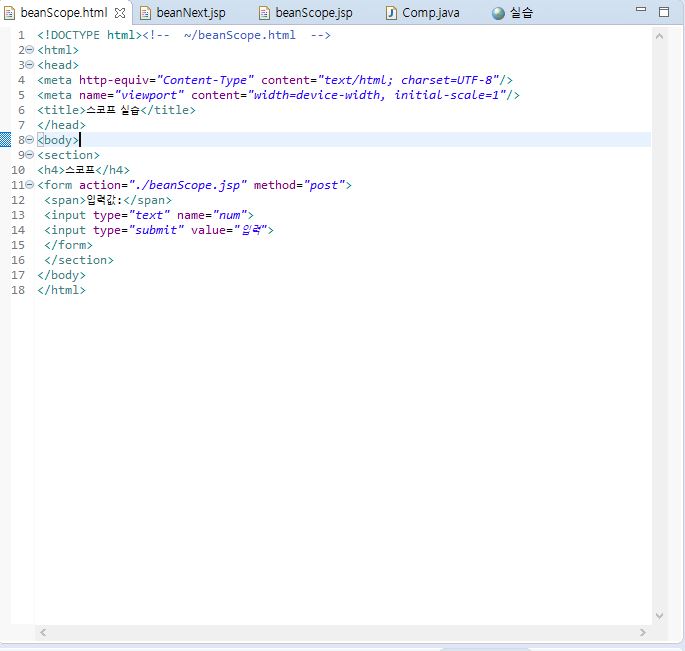 beanScope.html beanNext.jsp beanScope.jsp Comp.java 실습
1 <!DOCTYPE html><!--  ~/beanScope.html  -->
2 <html>
3 <head>
4 <meta http-equiv="Content-Type" content="text/html; charset=UTF-8"/>
5 <meta name="viewport" content="width=device-width, initial-scale=1"/>
6 <title>스코프 실습</title>
7 </head>
8 <body>
9 <section>
10 <h4>스코프</h4>
11 <form action="./beanScope.jsp" method="post">
12  <span>입력값:</span>
13  <input type="text" name="num">
14  <input type="submit" value="입력">
15  </form>
16  </section>
17 </body>
18 </html>